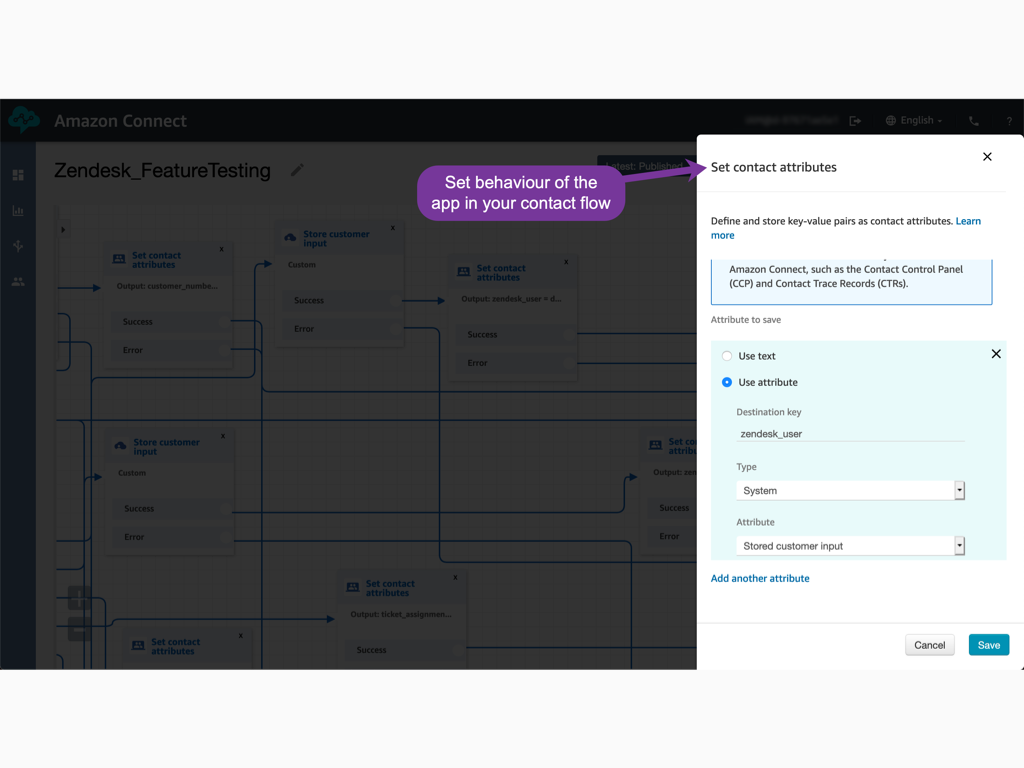 Amazon Connect
English
?
Zendesk_FeatureTesting
Latest: Published
Set behaviour of the
app in your contact flow
Set contact
attributes
x
Output: customer_numbe...
Success
Error
Store customer
input
x
Custom
Success
Error
Set contact
attributes
x
Output: zendesk_user = d...
Success
Error
Store customer
input
x
Custom
Success
Error
Set co
attribu
Output: zen
Success
Error
Set contact
attributes
x
Output: ticket_assignmen...
Success
Set contact
attributes
x
Set contact attributes
Define and store key-value pairs as contact attributes. Learn
more
Amazon Connect, such as the Contact Control Panel
(CCP) and Contact Trace Records (CTRs).
Attribute to save
Use text
Use attribute
Destination key
zendesk_user
Type
System
Attribute
Stored customer input
Add another attribute
Cancel
Save